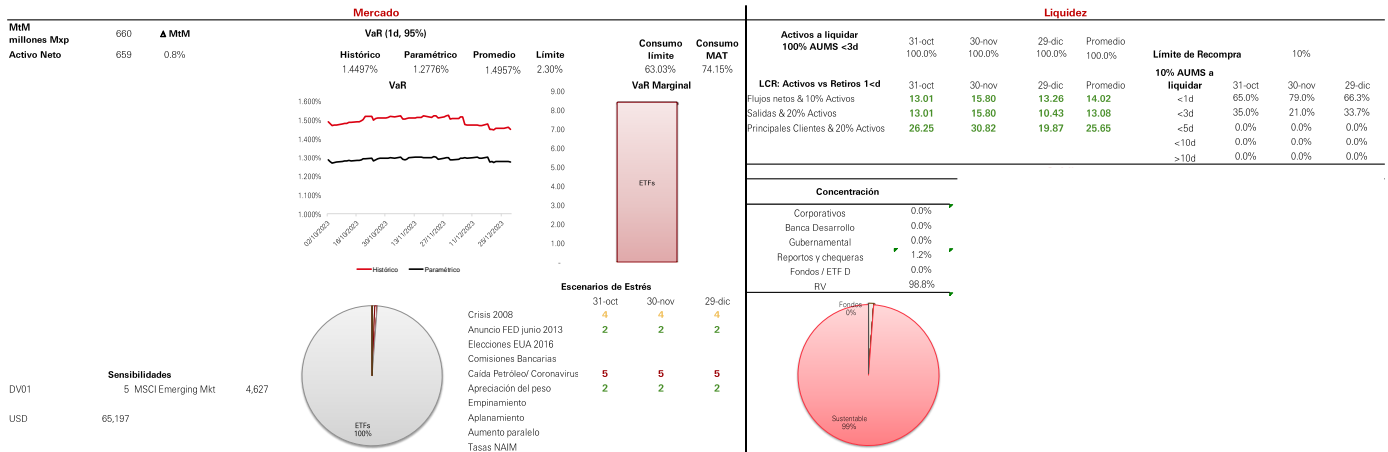 Mercado
MtM millones Mxp 660 Δ MtM
Activo Neto 659 0.8%
VaR (1d, 95%)
Histórico Paramétrico Promedio Límite
1.4497% 1.2776% 1.4957% 2.30%
Consumo límite Consumo MAT
63.03% 74.15%
VaR
1.600%
1.500%
1.400%
1.300%
1.200%
1.100%
1.000%
02/10/2023 16/10/2023 30/10/2023 13/11/2023 27/11/2023 11/12/2023 25/12/2023
Histórico Paramétrico
VaR Marginal
9.00
8.00
7.00
6.00
5.00
4.00
3.00
2.00
1.00
-
ETFs
Escenarios de Estrés
31-oct 30-nov 29-dic
Crisis 2008 4 4 4
Anuncio FED junio 2013 2 2 2
Elecciones EUA 2016
Comisiones Bancarias
Caída Petróleo/ Coronavirus 5 5 5
Apreciación del peso 2 2 2
Empinamiento
Aplanamiento
Aumento paralelo
Tasas NAIM
Sensibilidades
DV01 5 MSCI Emerging Mkt 4,627
USD 65,197
ETFs
100%
Liquidez
Activos a liquidar
100% AUMS <3d
31-oct 30-nov 29-dic Promedio
100.0% 100.0% 100.0% 100.0%
Límite de Recompra 10%
LCR: Activos vs Retiros 1<d 31-oct 30-nov 29-dic Promedio
Flujos netos & 10% Activos 13.01 15.80 13.26 14.02
Salidas & 20% Activos 13.01 15.80 10.43 13.08
Principales Clientes & 20% Activos 26.25 30.82 19.87 25.65
10% AUMS a
liquidar 31-oct 30-nov 29-dic
<1d 65.0% 79.0% 66.3%
<3d 35.0% 21.0% 33.7%
<5d 0.0% 0.0% 0.0%
<10d 0.0% 0.0% 0.0%
>10d 0.0% 0.0% 0.0%
Concentración
Corporativos 0.0%
Banca Desarrollo 0.0%
Gubernamental 0.0%
Reportos y chequeras 1.2%
Fondos / ETF D 0.0%
RV 98.8%
Fondos
0%
Sustentable
99%